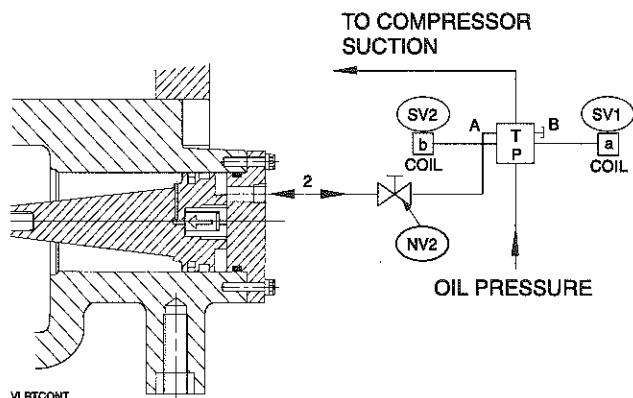 TO COMPRESSOR
SUCTION
SV2
A
B
SV1
b
T
a
COIL
P
COIL
2
NV2
OIL PRESSURE
VLRTCONT